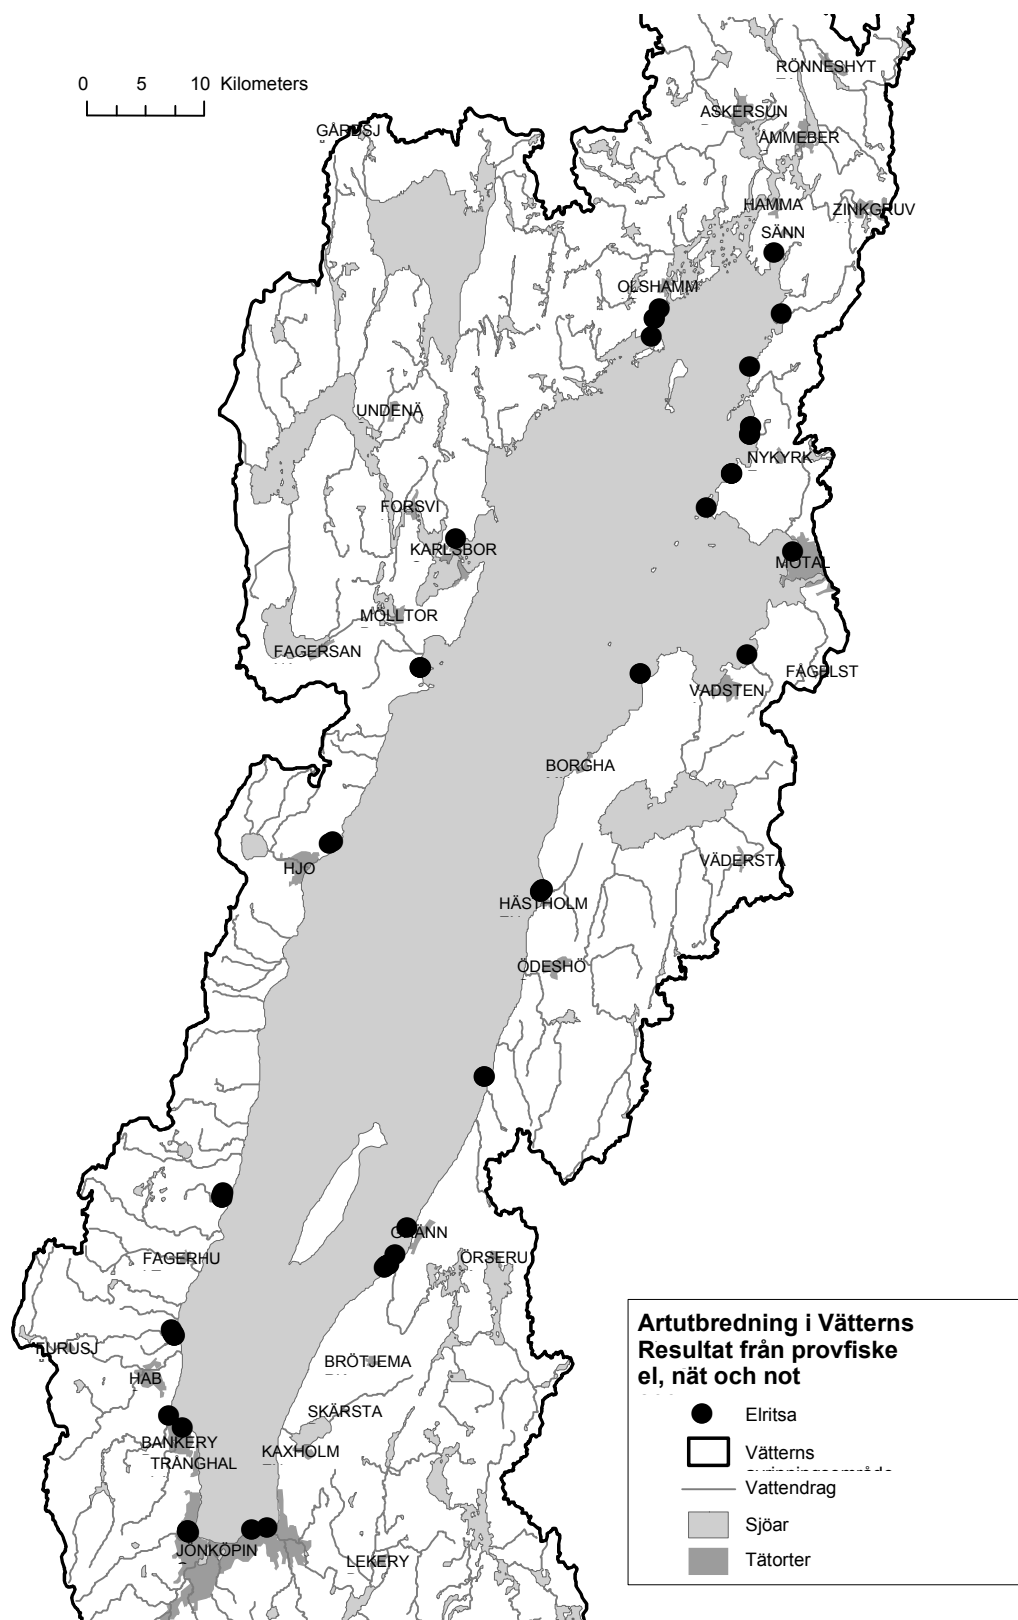 0 5 10 Kilometers
RÖNNESHYT
ASKERSUN
ÅMMEBER
GÅRDSJ
HAMMA
ZINKGRUV
SÄNN
OLSHAMM
UNDENÄ
NYKYRK
FORSVI
KARLSBOR
MOTAL
MÖLLTOR
FAGERSAN
FÅGELST
VADSTEN
BORGHA
VÄDERSTA
HJO
HÄSTHOLM
ÖDESHÖ
GRÄNN
FAGERHU
ÖRSERU
FURUSJ
BRÖTJEMA
HAB
SKÄRSTA
BANKERY
KAXHOLM
TRÅNGHAL
JÖNKÖPIN
LEKERY
Artutbredning i Vätterns
Resultat från provfiske
el, nät och not
Elritsa
Vätterns
Vattendrag
Sjöar
Tätorter